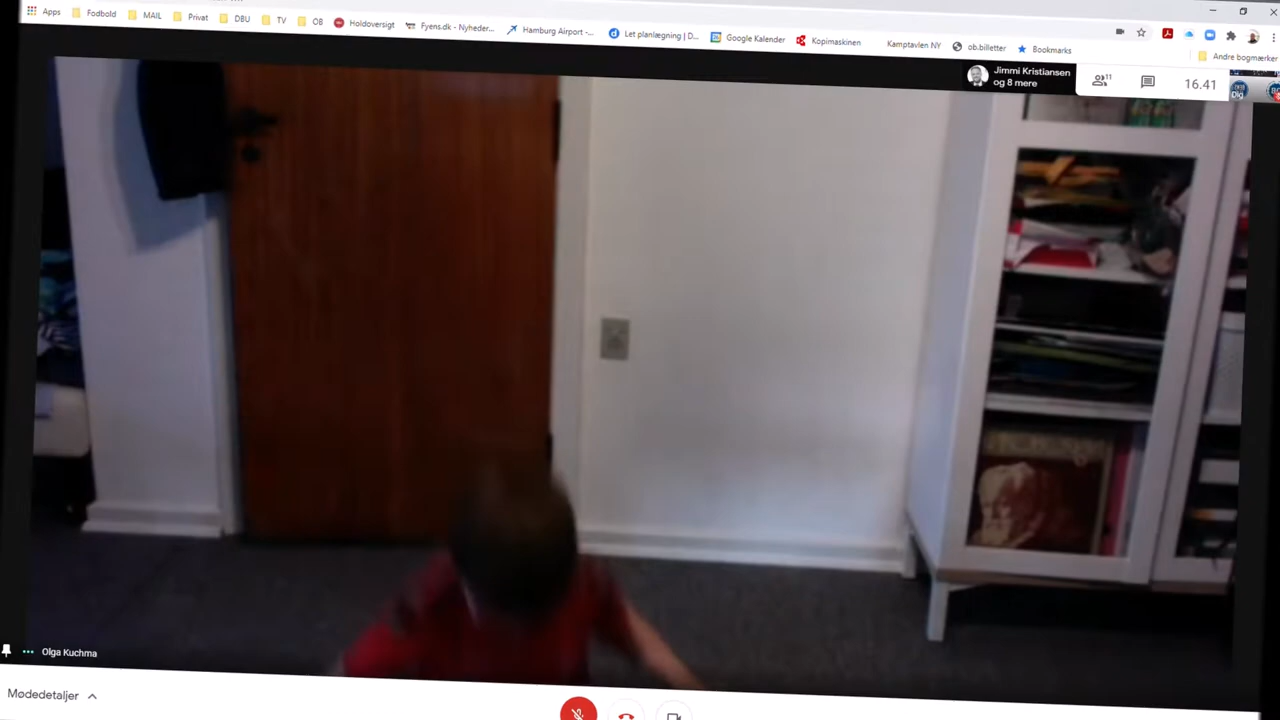 Apps Fodbold MAIL Privat DBU TV OB Holdoversigt Fyens.dk - Nyheder... Hamburg Airport -... Let planlægning | D... Google Kalender Kopimaskinen Kamptavlen NY ob.billetter Bookmarks
Andre bogmærker
Jimmi Kristiansen
og 8 mere
11
16.41
Olga Kuchma
Mødedetaljer